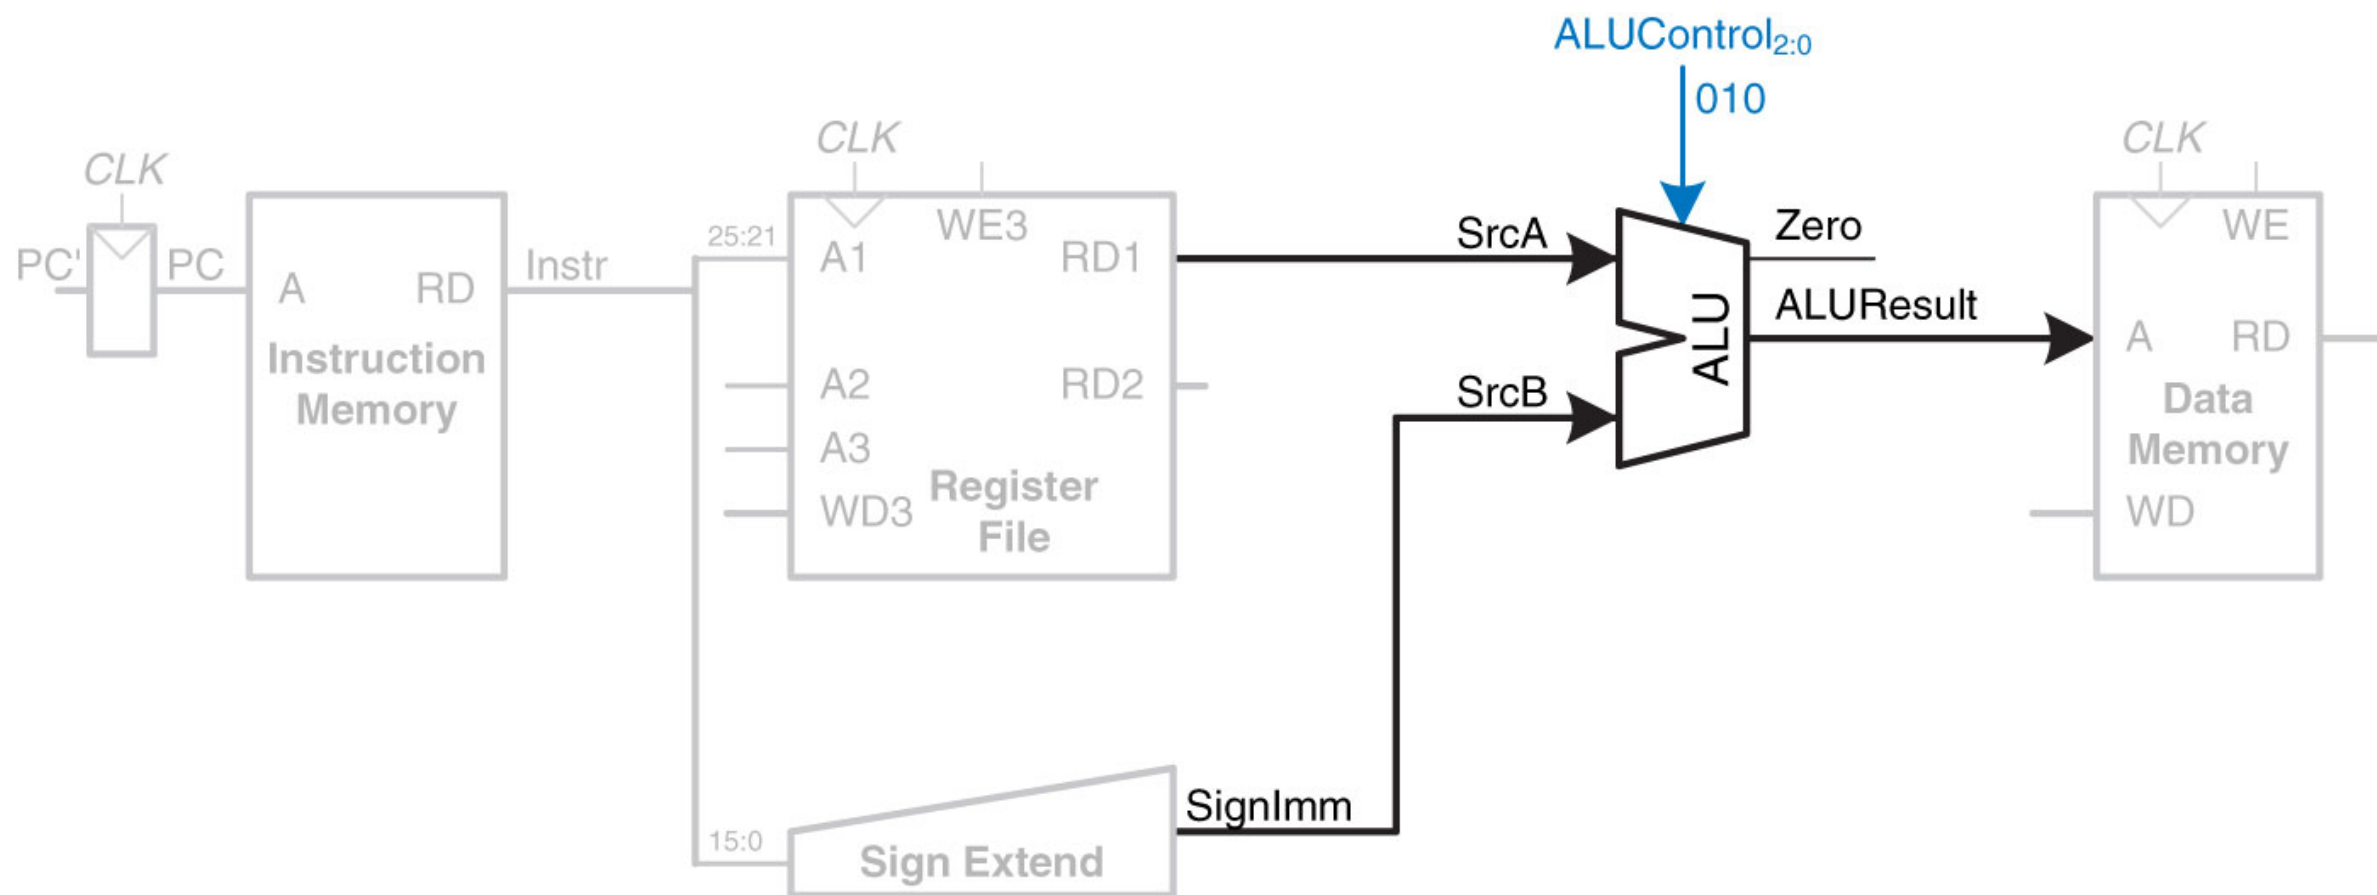 ALUControl2:0
010
CLK
CLK
CLK
PC'
PC
A
RD
Instruction
Memory
Instr
25:21
A1
WE3
RD1
A2
RD2
A3
WD3
Register
File
SrcA
SrcB
ALU
Zero
ALUResult
WE
A
RD
Data
Memory
WD
15:0
Sign Extend
SignImm